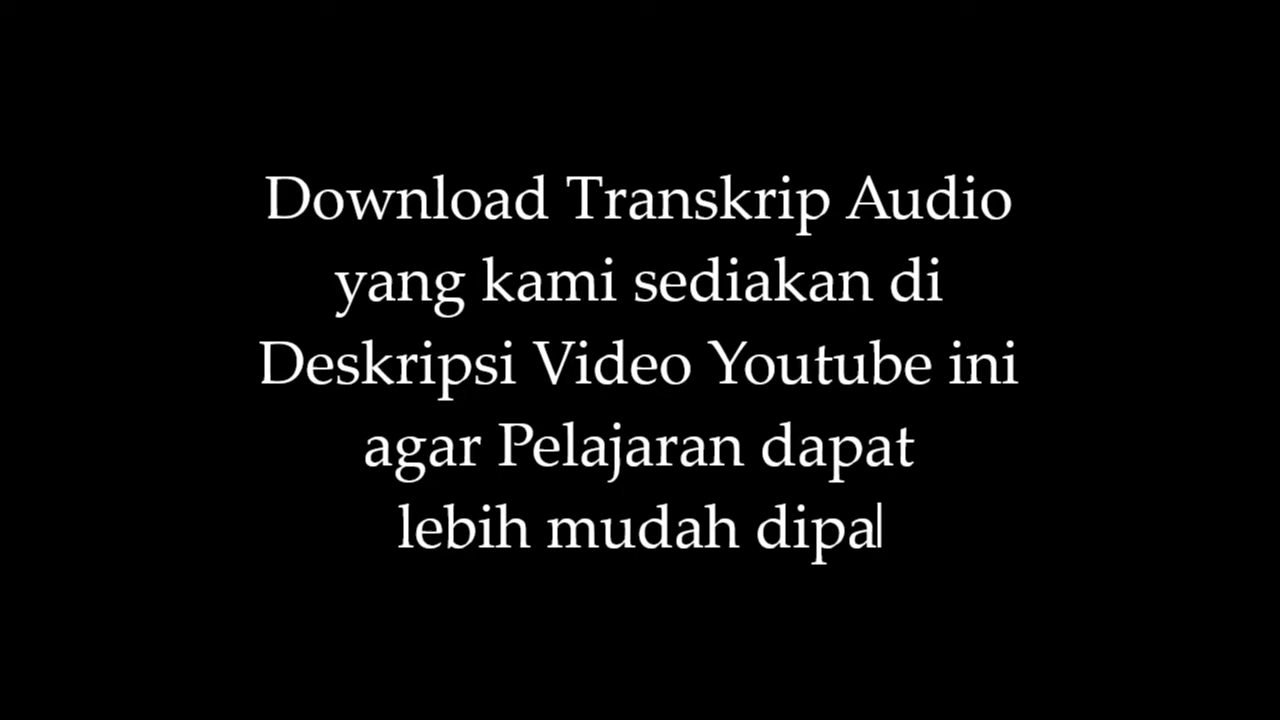 Download Transkrip Audio
yang kami sediakan di
Deskripsi Video Youtube ini
agar Pelajaran dapat
lebih mudah dipa